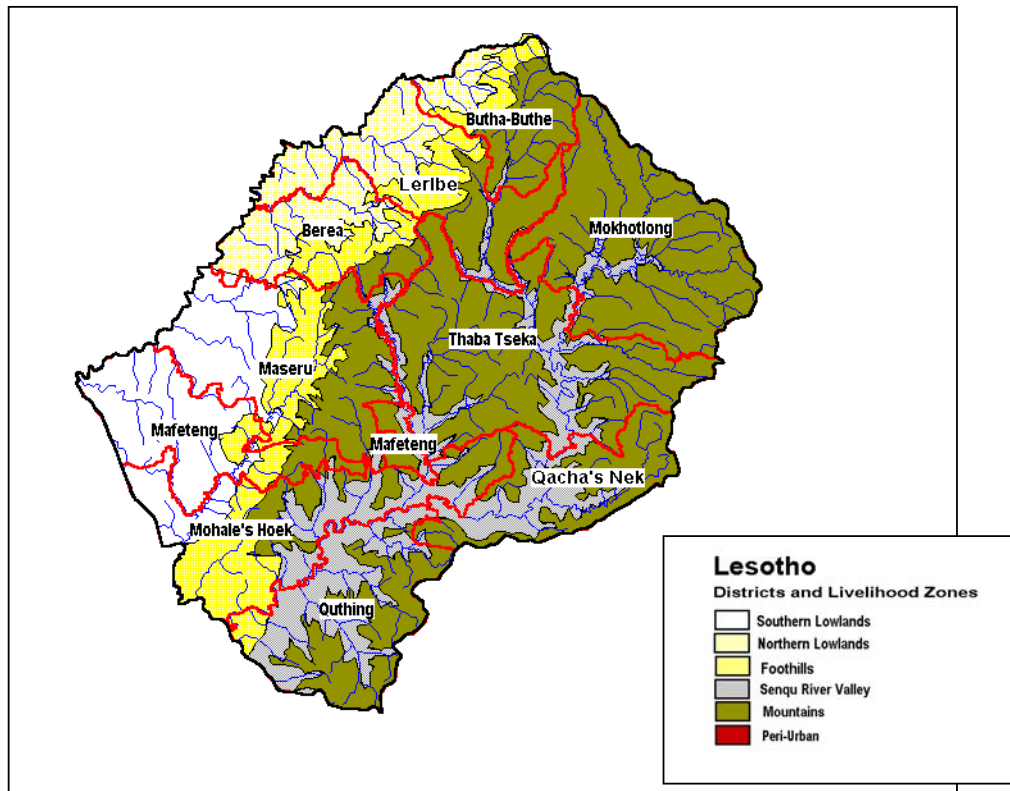 Butha-Buthe
Leribe
Mokhotlong
Berea
Thaba Tseka
Maseru
Mafeteng
Mafeteng
Qacha's Nek
Mohale's Hoek
Quthing
Lesotho
Districts and Livelihood Zones
Southern Lowlands
Northern Lowlands
Foothills
Senqu River Valley
Mountains
Peri-Urban